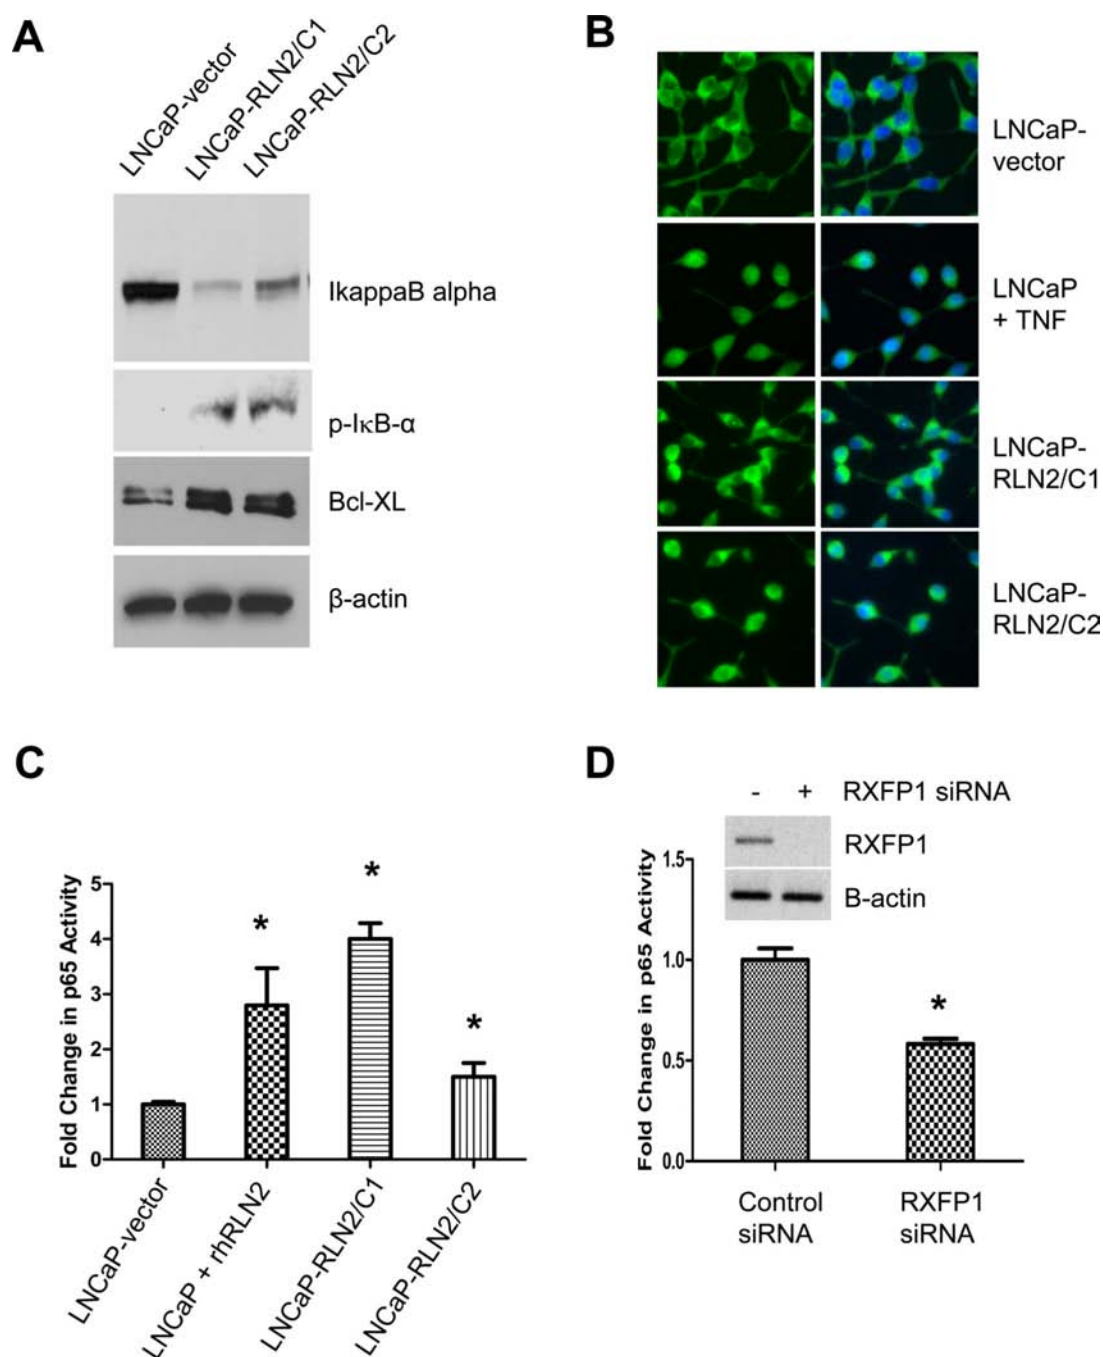 A
LNCaP-vector
LNCaP-RLN2/C1
LNCaP-RLN2/C2
IkappaB alpha
p-IκB-α
Bcl-XL
β-actin
B
LNCaP-
vector
LNCaP
+ TNF
LNCaP-
RLN2/C1
LNCaP-
RLN2/C2
C
Fold Change in p65 Activity
5
4
3
2
1
0
*
*
*
LNCaP-vector
LNCaP + rhRLN2
LNCaP-RLN2/C1
LNCaP-RLN2/C2
D
- + RXFP1 siRNA
RXFP1
B-actin
Fold Change in p65 Activity
1.5
1.0
0.5
0.0
*
Control
siRNA
RXFP1
siRNA